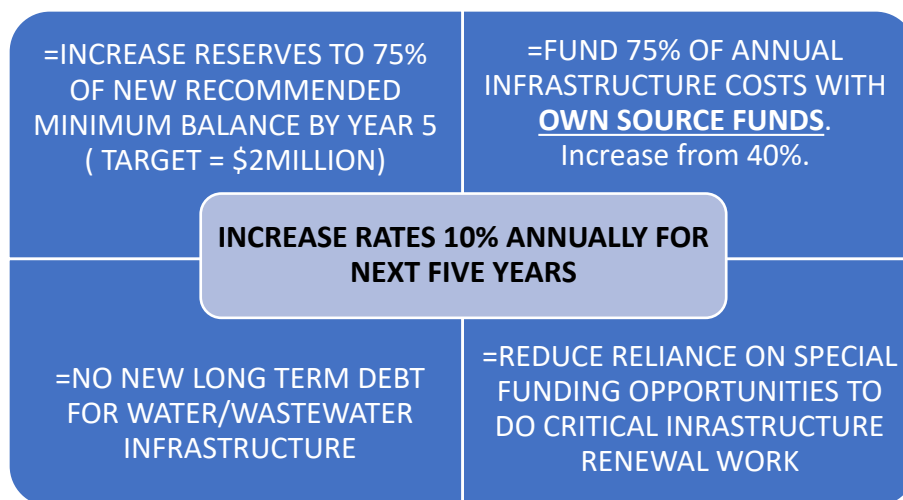 =INCREASE RESERVES TO 75%
OF NEW RECOMMENDED
MINIMUM BALANCE BY YEAR 5
( TARGET = $2MILLION)
=FUND 75% OF ANNUAL
INFRASTRUCTURE COSTS WITH
OWN SOURCE FUNDS.
Increase from 40%.
INCREASE RATES 10% ANNUALLY FOR
NEXT FIVE YEARS
=NO NEW LONG TERM DEBT
FOR WATER/WASTEWATER
INFRASTRUCTURE
=REDUCE RELIANCE ON SPECIAL
FUNDING OPPORTUNITIES TO
DO CRITICAL INRASTRUCTURE
RENEWAL WORK